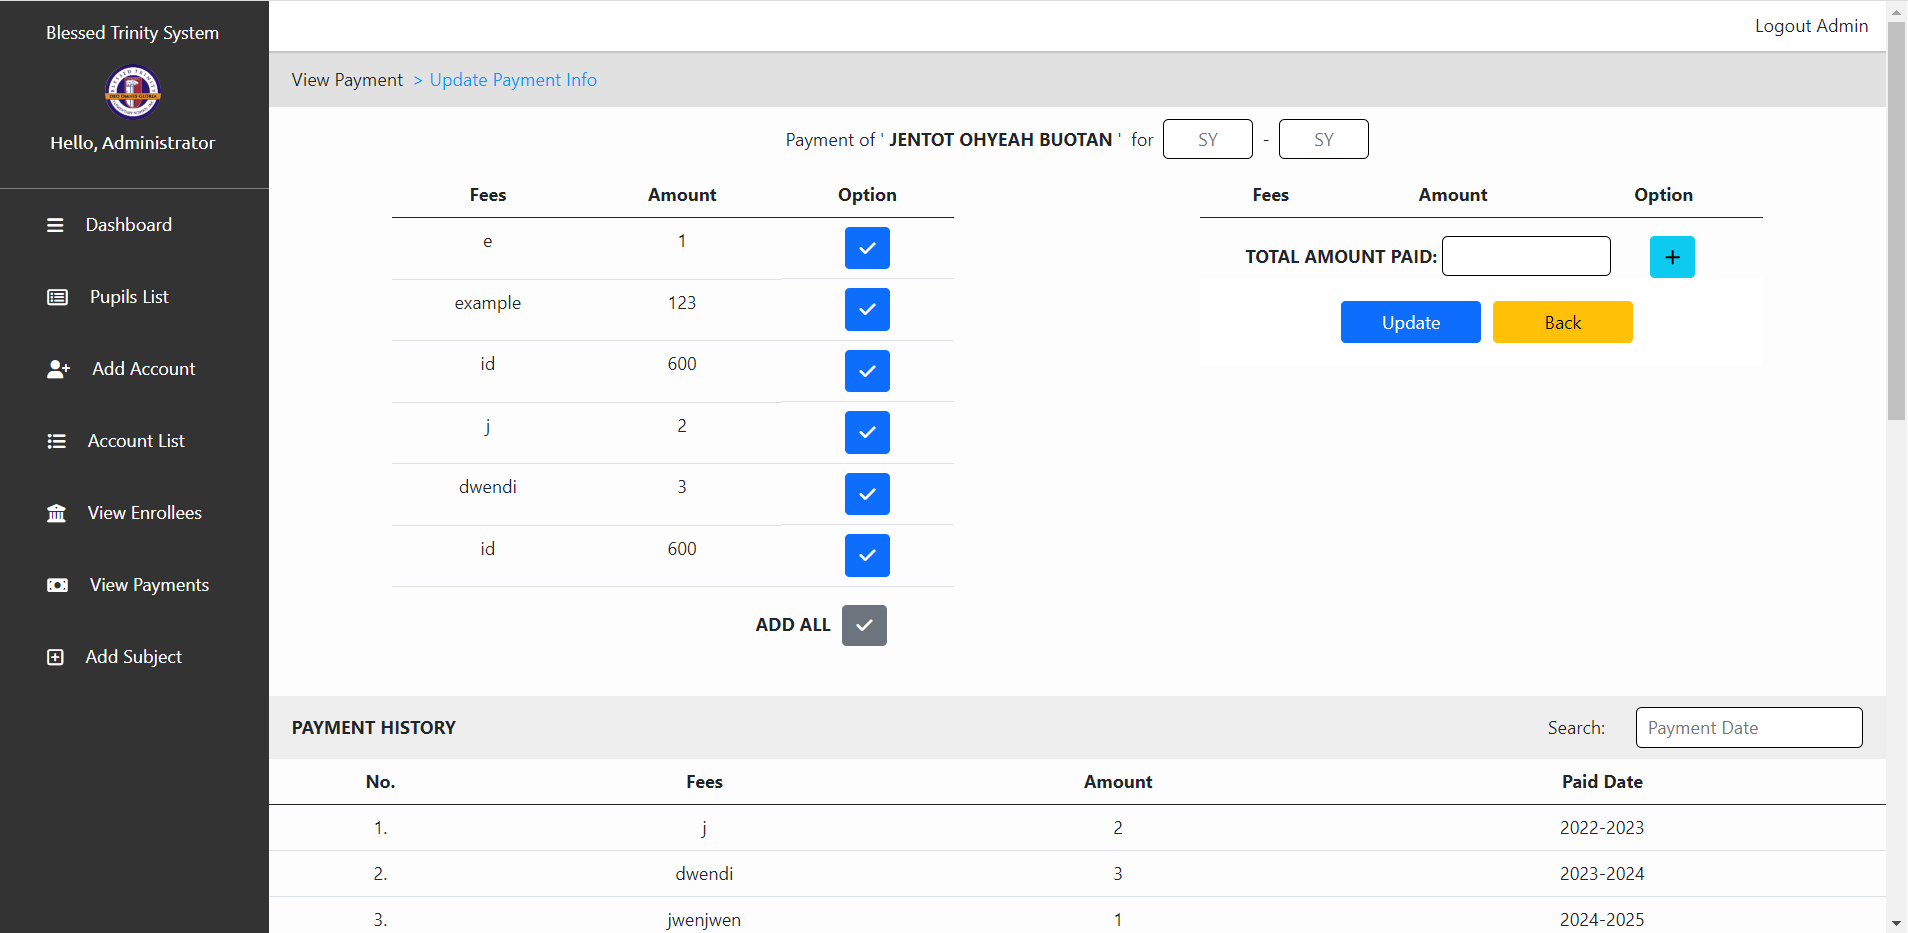 Blessed Trinity System
Hello, Administrator
Dashboard
Pupils List
Add Account
Account List
View Enrollees
View Payments
Add Subject
Logout Admin
View Payment > Update Payment Info
Payment of ' JENTOT OHYEAH BUOTAN ' for SY - SY
Fees Amount Option
e 1
example 123
id 600
j 2
dwendi 3
id 600
ADD ALL
Fees Amount Option
TOTAL AMOUNT PAID: +
Update Back
PAYMENT HISTORY Search: Payment Date
No. Fees Amount Paid Date
1. j 2 2022-2023
2. dwendi 3 2023-2024
3. jwenjwen 1 2024-2025